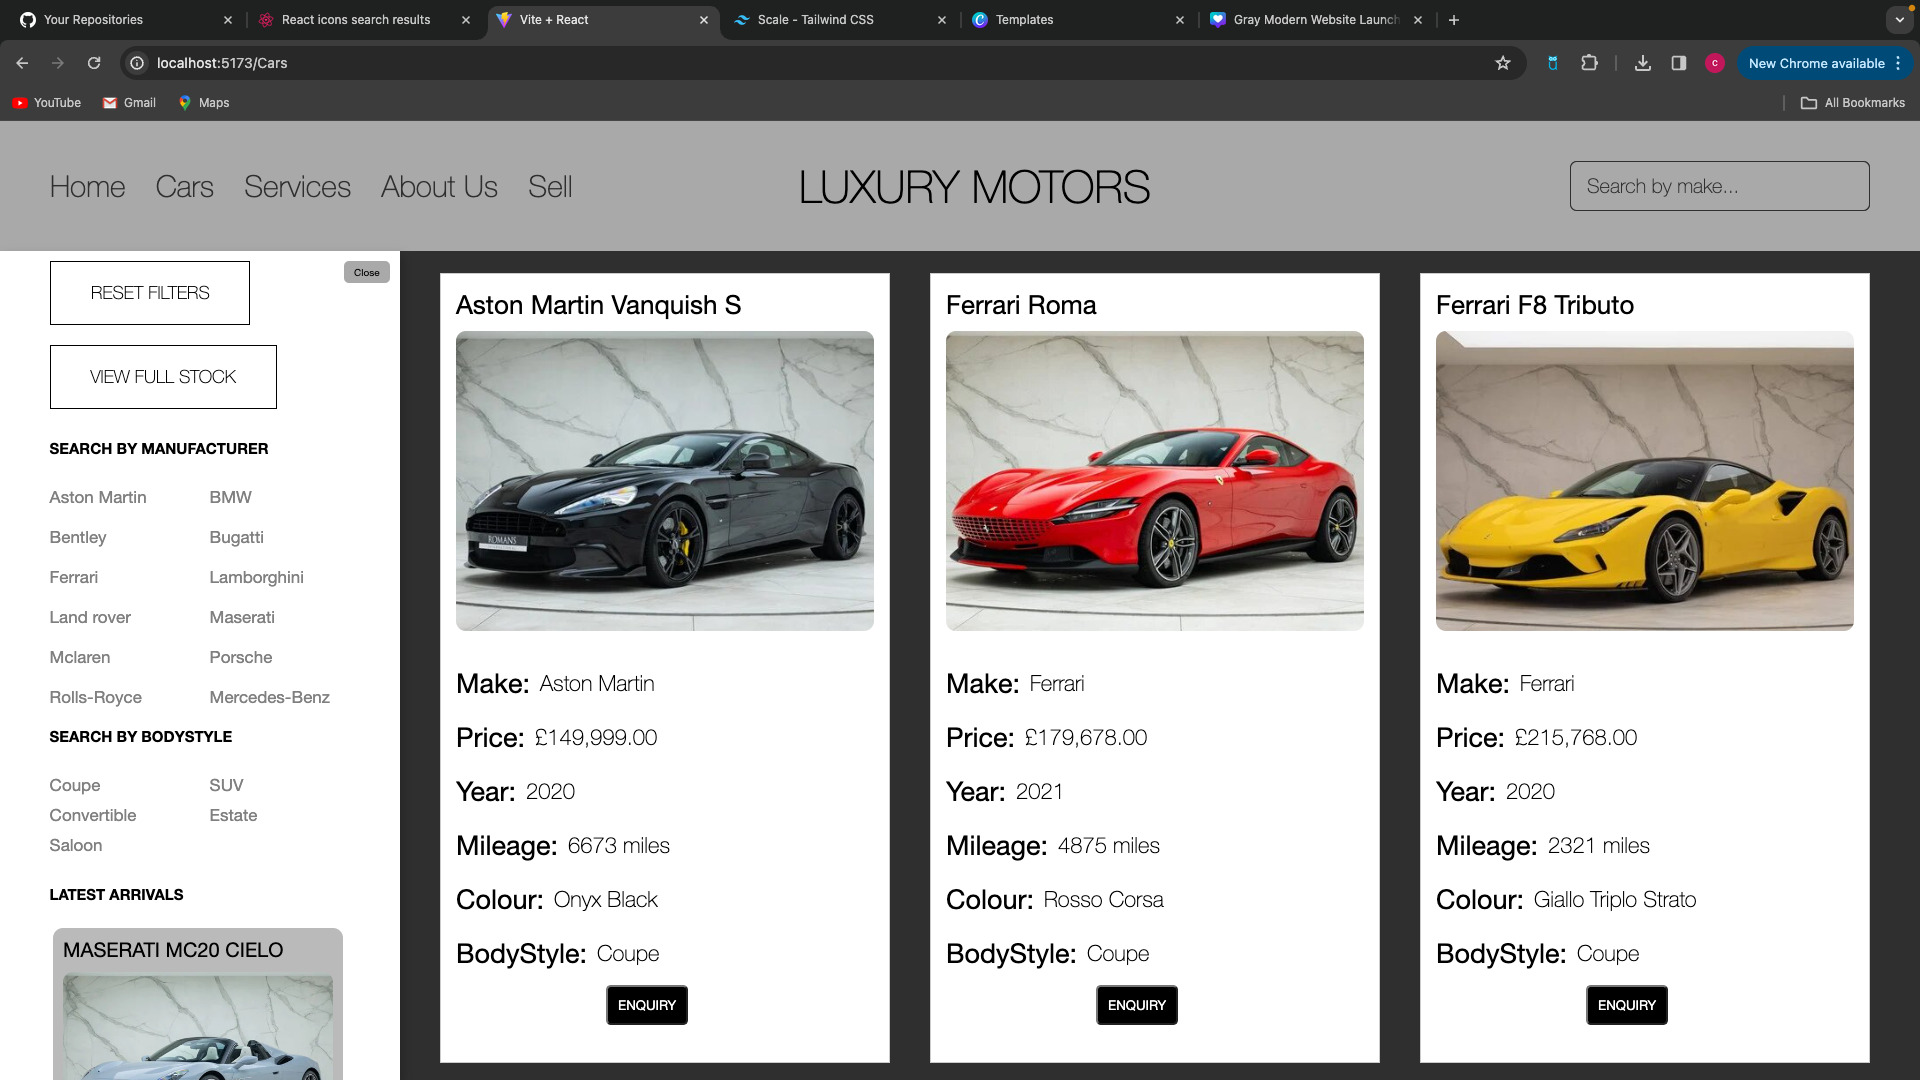 Your Repositories
React icons search results
Vite + React
Scale - Tailwind CSS
Templates
Gray Modern Website Launch
localhost:5173/Cars
c
New Chrome available
YouTube
Gmail
Maps
All Bookmarks
Home
Cars
Services
About Us
Sell
LUXURY MOTORS
Search by make...
RESET FILTERS
Close
VIEW FULL STOCK
SEARCH BY MANUFACTURER
Aston Martin
BMW
Bentley
Bugatti
Ferrari
Lamborghini
Land rover
Maserati
Mclaren
Porsche
Rolls-Royce
Mercedes-Benz
SEARCH BY BODYSTYLE
Coupe
SUV
Convertible
Estate
Saloon
LATEST ARRIVALS
MASERATI MC20 CIELO
Aston Martin Vanquish S
ROMANS
Make: Aston Martin
Price: £149,999.00
Year: 2020
Mileage: 6673 miles
Colour: Onyx Black
BodyStyle: Coupe
ENQUIRY
Ferrari Roma
Make: Ferrari
Price: £179,678.00
Year: 2021
Mileage: 4875 miles
Colour: Rosso Corsa
BodyStyle: Coupe
ENQUIRY
Ferrari F8 Tributo
Make: Ferrari
Price: £215,768.00
Year: 2020
Mileage: 2321 miles
Colour: Giallo Triplo Strato
BodyStyle: Coupe
ENQUIRY